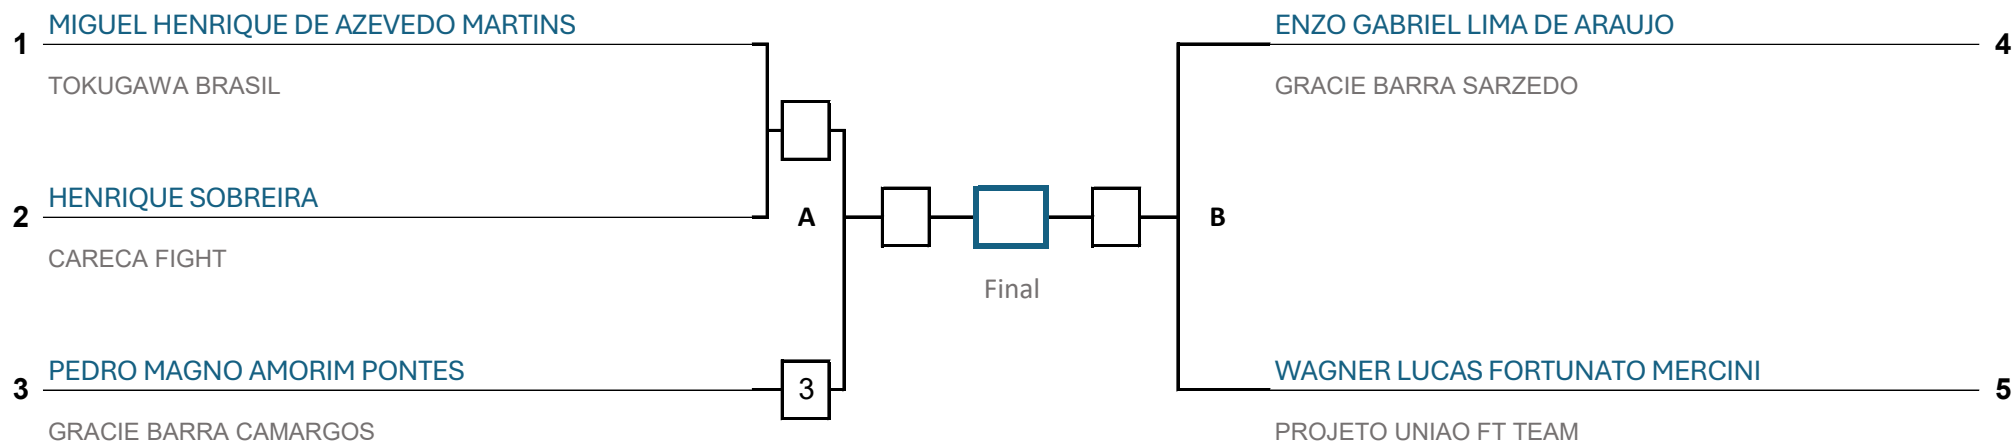 MIGUEL HENRIQUE DE AZEVEDO MARTINS
1
TOKUGAWA BRASIL
HENRIQUE SOBREIRA
2
CARECA FIGHT
A
PEDRO MAGNO AMORIM PONTES
3
3
GRACIE BARRA CAMARGOS
Final
ENZO GABRIEL LIMA DE ARAUJO
4
GRACIE BARRA SARZEDO
B
WAGNER LUCAS FORTUNATO MERCINI
5
PROJETO UNIAO FT TEAM